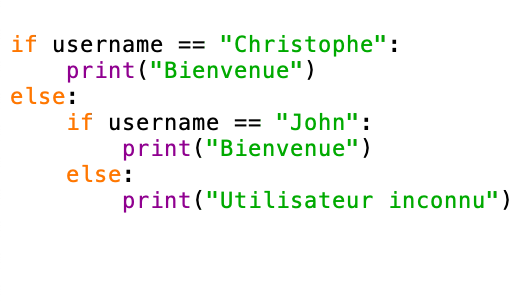 if username == "Christophe":
    print("Bienvenue")
else:
    if username == "John":
        print("Bienvenue")
    else:
        print("Utilisateur inconnu")